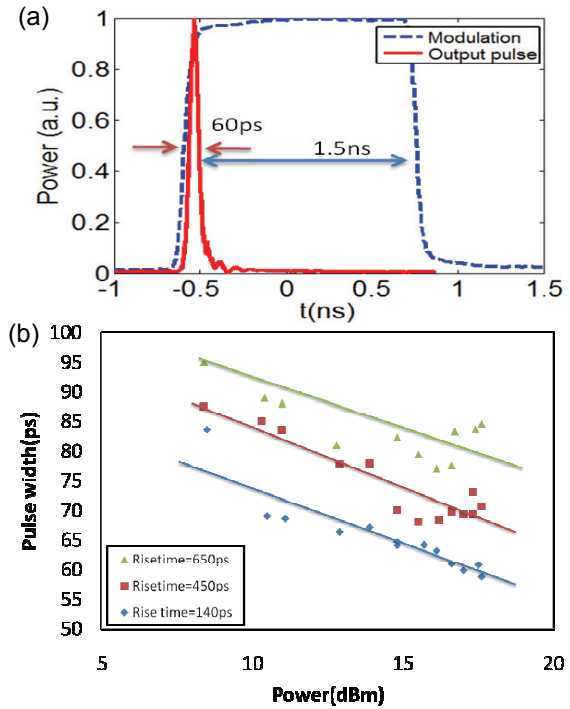 (a)
Power (a.u.)
1
0.8
0.6
0.4
0.2
0
Modulation
Output pulse
60ps
1.5ns
-1
-0.5
0
0.5
1
1.5
t(ns)
(b)
Pulse width(ps)
100
95
90
85
80
75
70
65
60
55
50
Risetime=650ps
Risetime=450ps
Rise time=140ps
5
10
15
20
Power(dBm)